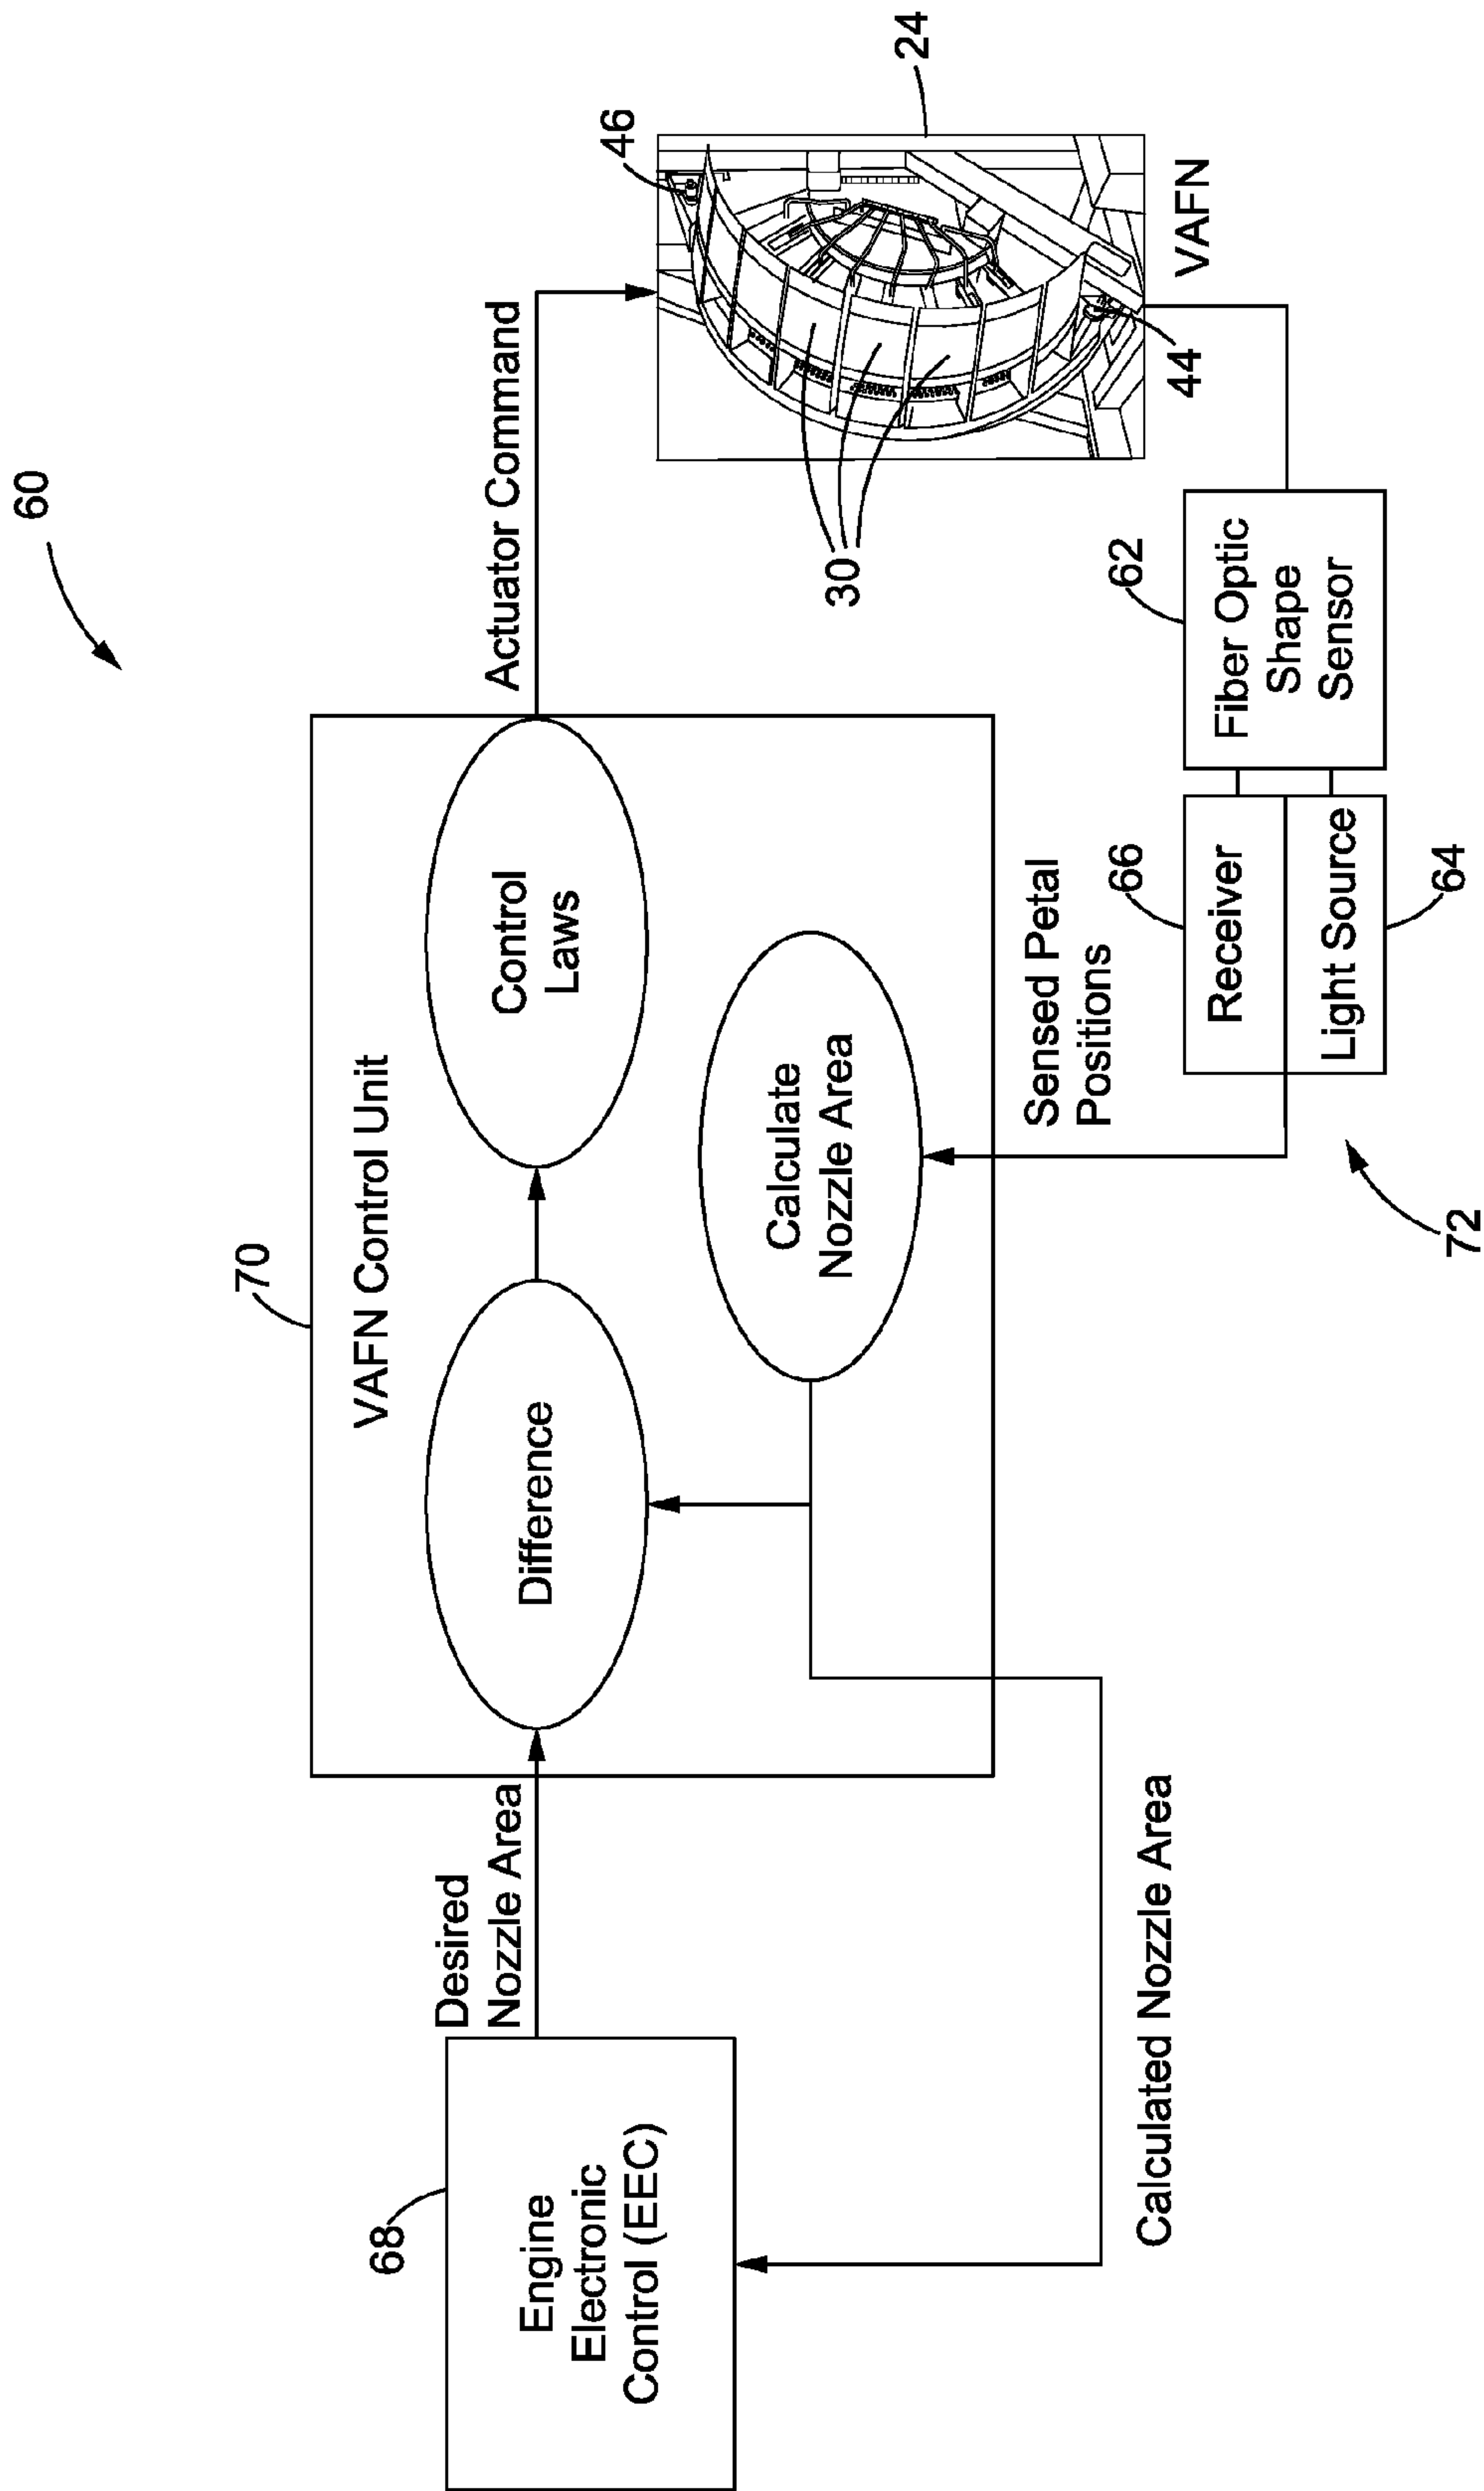 60
70
VAFN Control Unit
68
Engine
Electronic
Control (EEC)
Desired
Nozzle Area
Difference
Control
Laws
Actuator Command
46
24
30
44
VAFN
Calculate
Nozzle Area
Sensed Petal
Positions
66
Receiver
Light Source
64
62
Fiber Optic
Shape
Sensor
72
Calculated Nozzle Area